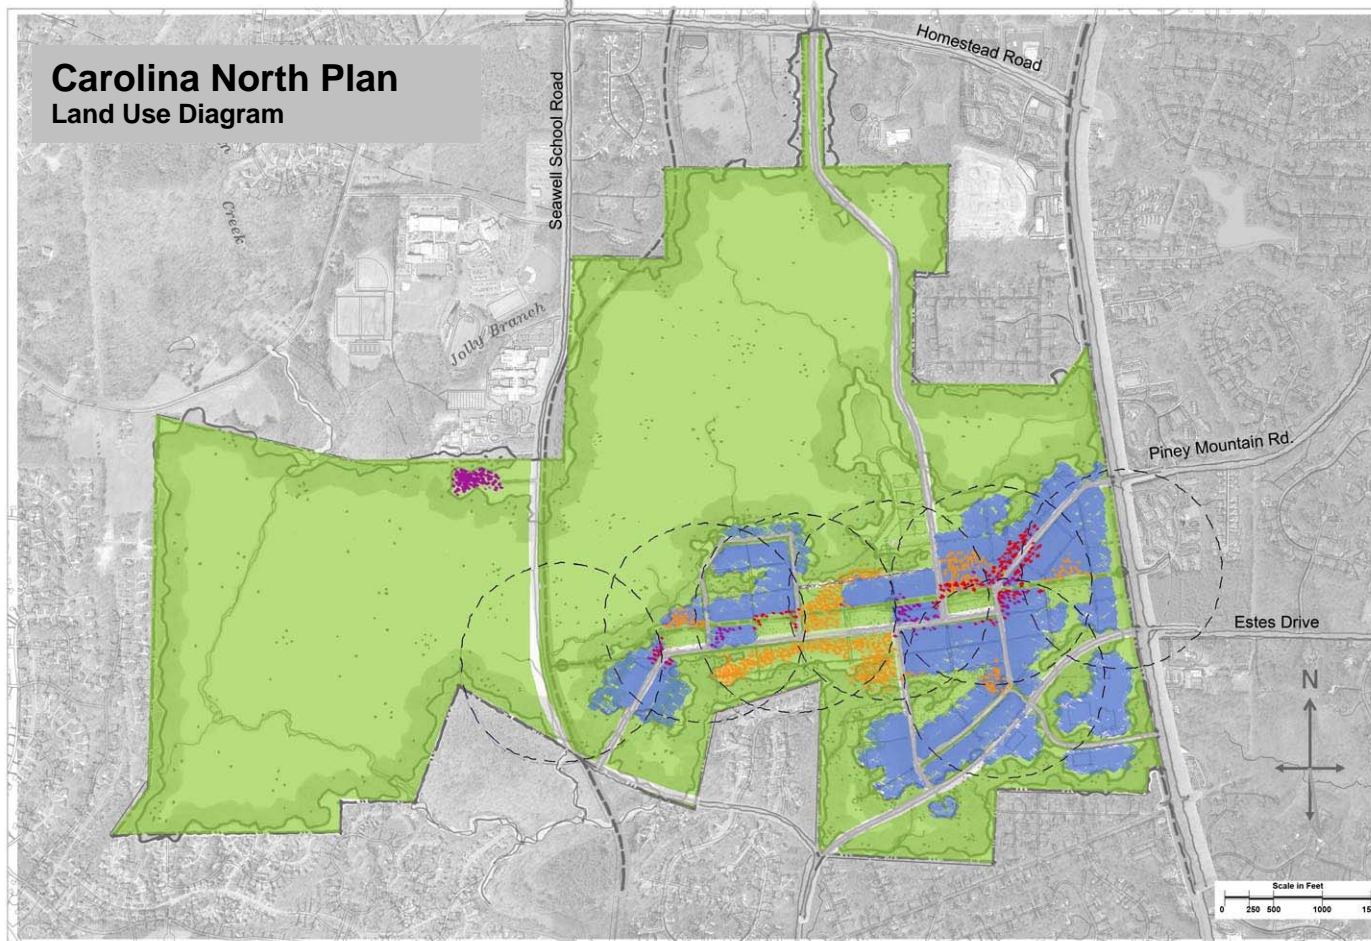 Carolina North Plan
Land Use Diagram
Homestead Road
Seawell School Road
Creek
Jolly Branch
Piney Mountain Rd.
Estes Drive
N
Scale in Feet
0 250 500 1000